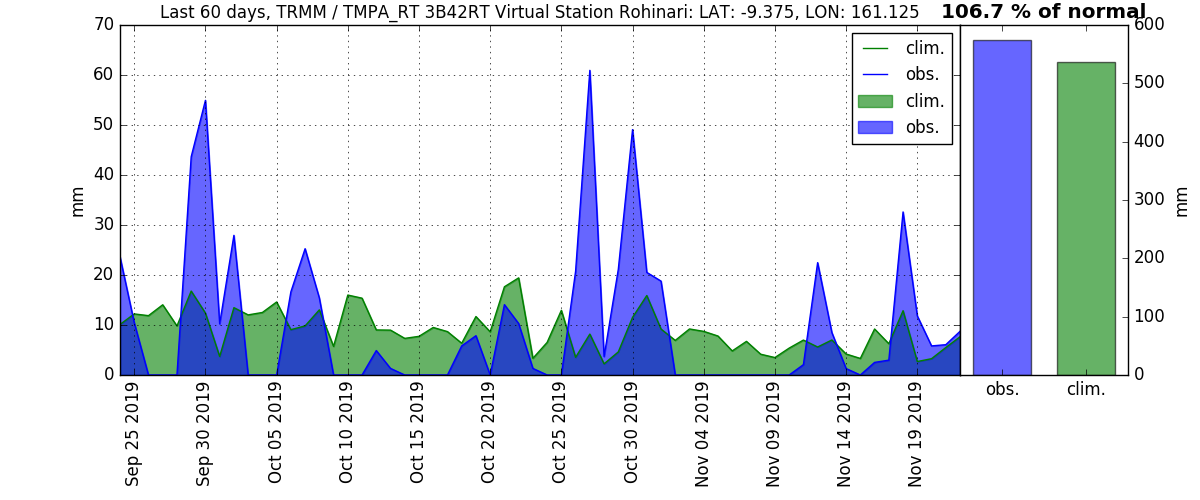 Last 60 days, TRMM / TMPA_RT 3B42RT Virtual Station Rohinari: LAT: -9.375, LON: 161.125
106.7 % of normal
70
60
50
40
30
20
10
0
mm
clim.
obs.
clim.
obs.
Sep 25 2019
Sep 30 2019
Oct 05 2019
Oct 10 2019
Oct 15 2019
Oct 20 2019
Oct 25 2019
Oct 30 2019
Nov 04 2019
Nov 09 2019
Nov 14 2019
Nov 19 2019
600
500
400
300
200
100
0
mm
obs.
clim.